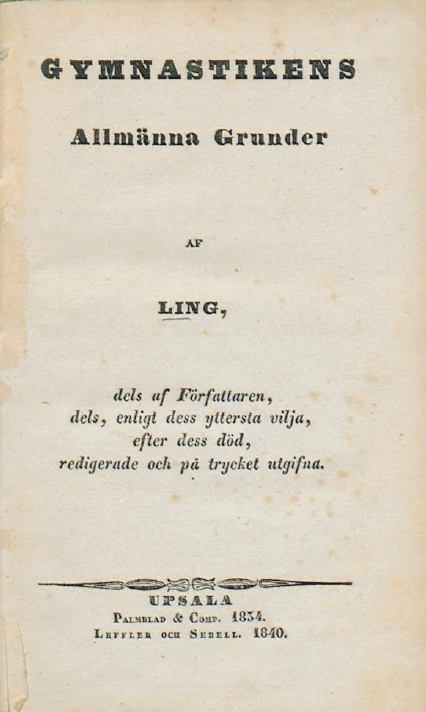 GYMNASTIKENS
Allmänna Grunder
AF
LING,
dels af Författaren,
dels, enligt dess yttersta vilja,
efter dess död,
redigerade och på trycket utgifna.
UPSALA
PALMBLAD & COMP. 1834.
LEFFLER OCH SEBELL. 1840.